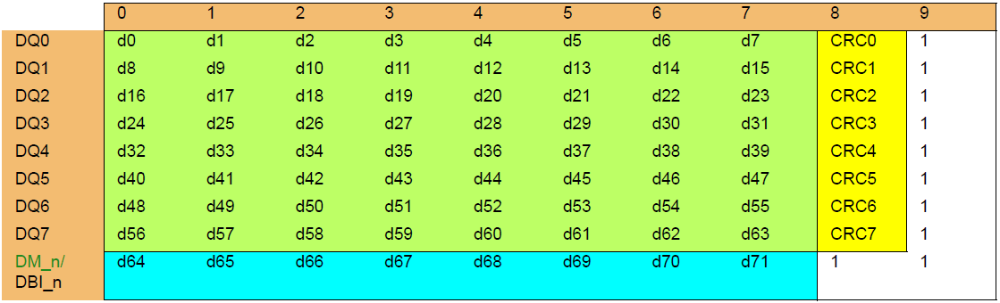 0 1 2 3 4 5 6 7 8 9
DQ0 d0 d1 d2 d3 d4 d5 d6 d7 CRC0 1
DQ1 d8 d9 d10 d11 d12 d13 d14 d15 CRC1 1
DQ2 d16 d17 d18 d19 d20 d21 d22 d23 CRC2 1
DQ3 d24 d25 d26 d27 d28 d29 d30 d31 CRC3 1
DQ4 d32 d33 d34 d35 d36 d37 d38 d39 CRC4 1
DQ5 d40 d41 d42 d43 d44 d45 d46 d47 CRC5 1
DQ6 d48 d49 d50 d51 d52 d53 d54 d55 CRC6 1
DQ7 d56 d57 d58 d59 d60 d61 d62 d63 CRC7 1
DM_n/ d64 d65 d66 d67 d68 d69 d70 d71 1 1
DBI_n